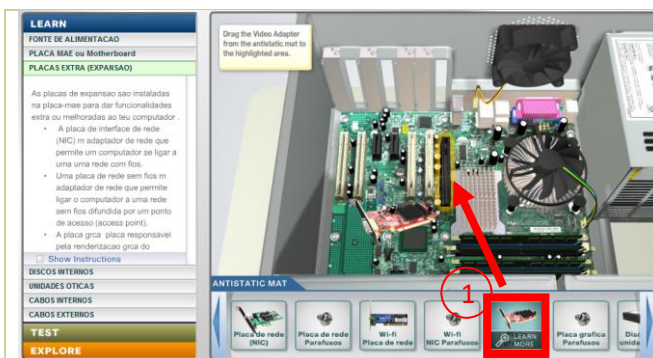 LEARN
FONTE DE ALIMENTACAO
PLACA MAE ou Motherboard
PLACAS EXTRA (EXPANSAO)
As placas de expansao sao instaladas
na placa-mae para dar funcionalidades
extra ou melhoradas ao teu computador .
• A placa de interface de rede
(NIC) m adaptador de rede que
permite um computador se ligar a
uma uma rede com fios.
• Uma placa de rede sem fios m
adaptador de rede que permite
ligar o computador a uma rede
sem fios difundida por um ponto
de acesso (access point).
• A placa grca placa responsavel
pela renderizacao grca do
Show Instructions
DISCOS INTERNOS
UNIDADES OTICAS
CABOS INTERNOS
CABOS EXTERNOS
TEST
EXPLORE
Drag the Video Adapter
from the antistatic mat to
the highlighted area.
1
ANTISTATIC MAT
Placa de rede
(NIC)
Placa de rede
Parafusos
Wi-fi
Placa de rede
Wi-fi
NIC Parafusos
LEARN
MORE
Placa grafica
Parafusos
Disc
unida